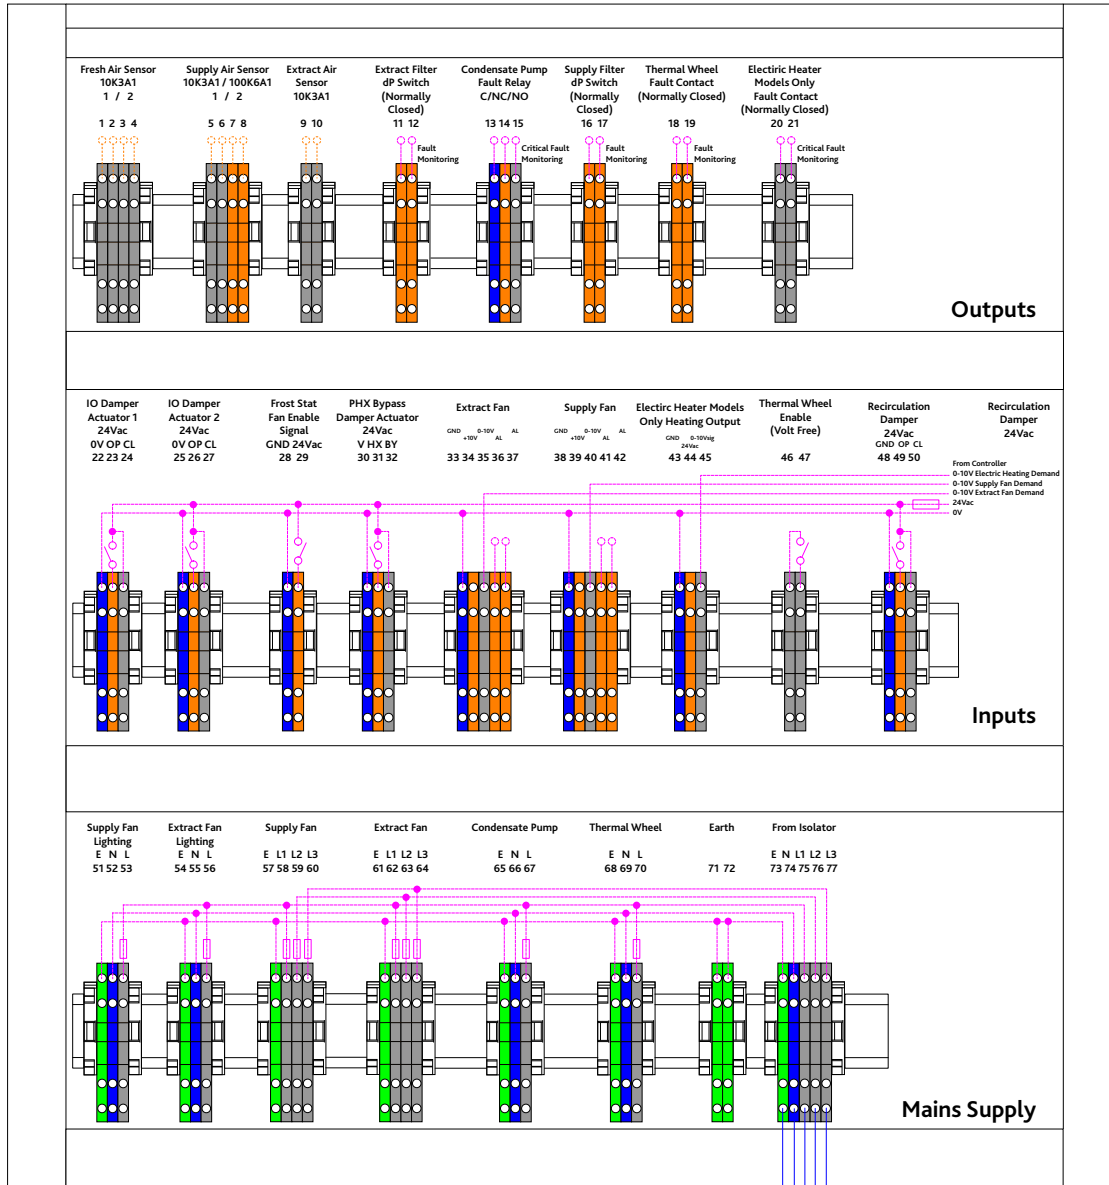 Fresh Air Sensor
10K3A1
1 / 2
1 2 3 4
Supply Air Sensor
10K3A1 / 100K6A1
1 / 2
5 6 7 8
Extract Air
Sensor
10K3A1
9 10
Extract Filter
dP Switch
(Normally
Closed)
11 12
Fault
Monitoring
Condensate Pump
Fault Relay
C/NC/NO
13 14 15
Critical Fault
Monitoring
Supply Filter
dP Switch
(Normally
Closed)
16 17
Fault
Monitoring
Thermal Wheel
Fault Contact
(Normally Closed)
18 19
Fault
Monitoring
Electiric Heater
Models Only
Fault Contact
(Normally Closed)
20 21
Critical Fault
Monitoring
Outputs
IO Damper
Actuator 1
24Vac
0V OP CL
22 23 24
IO Damper
Actuator 2
24Vac
0V OP CL
25 26 27
Frost Stat
Fan Enable
Signal
GND 24Vac
28 29
PHX Bypass
Damper Actuator
24Vac
V HX BY
30 31 32
Extract Fan
GND 0-10V AL
+10V AL
33 34 35 36 37
Supply Fan
GND 0-10V AL
+10V AL
38 39 40 41 42
Electirc Heater Models
Only Heating Output
GND 0-10Vsig
24Vac
43 44 45
Thermal Wheel
Enable
(Volt Free)
46 47
Recirculation
Damper
24Vac
GND OP CL
48 49 50
Recirculation
Damper
24Vac
From Controller
0-10V Electric Heating Demand
0-10V Supply Fan Demand
0-10V Extract Fan Demand
24Vac
0V
Inputs
Supply Fan
Lighting
E N L
51 52 53
Extract Fan
Lighting
E N L
54 55 56
Supply Fan
E L1 L2 L3
57 58 59 60
Extract Fan
E L1 L2 L3
61 62 63 64
Condensate Pump
E N L
65 66 67
Thermal Wheel
E N L
68 69 70
Earth
71 72
From Isolator
E N L1 L2 L3
73 74 75 76 77
Mains Supply